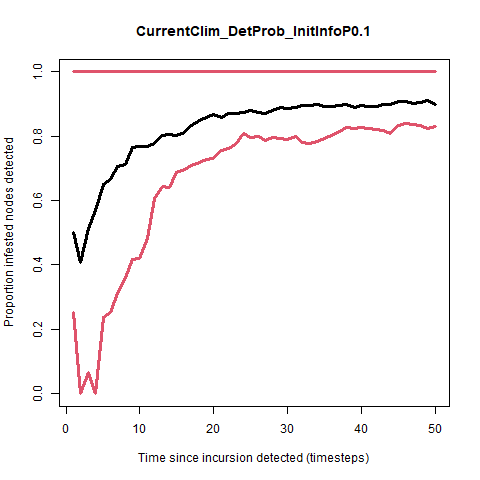 CurrentClim_DetProb_InitInfoP0.1
Proportion infested nodes detected
1.0
0.8
0.6
0.4
0.2
0.0
0 10 20 30 40 50
Time since incursion detected (timesteps)